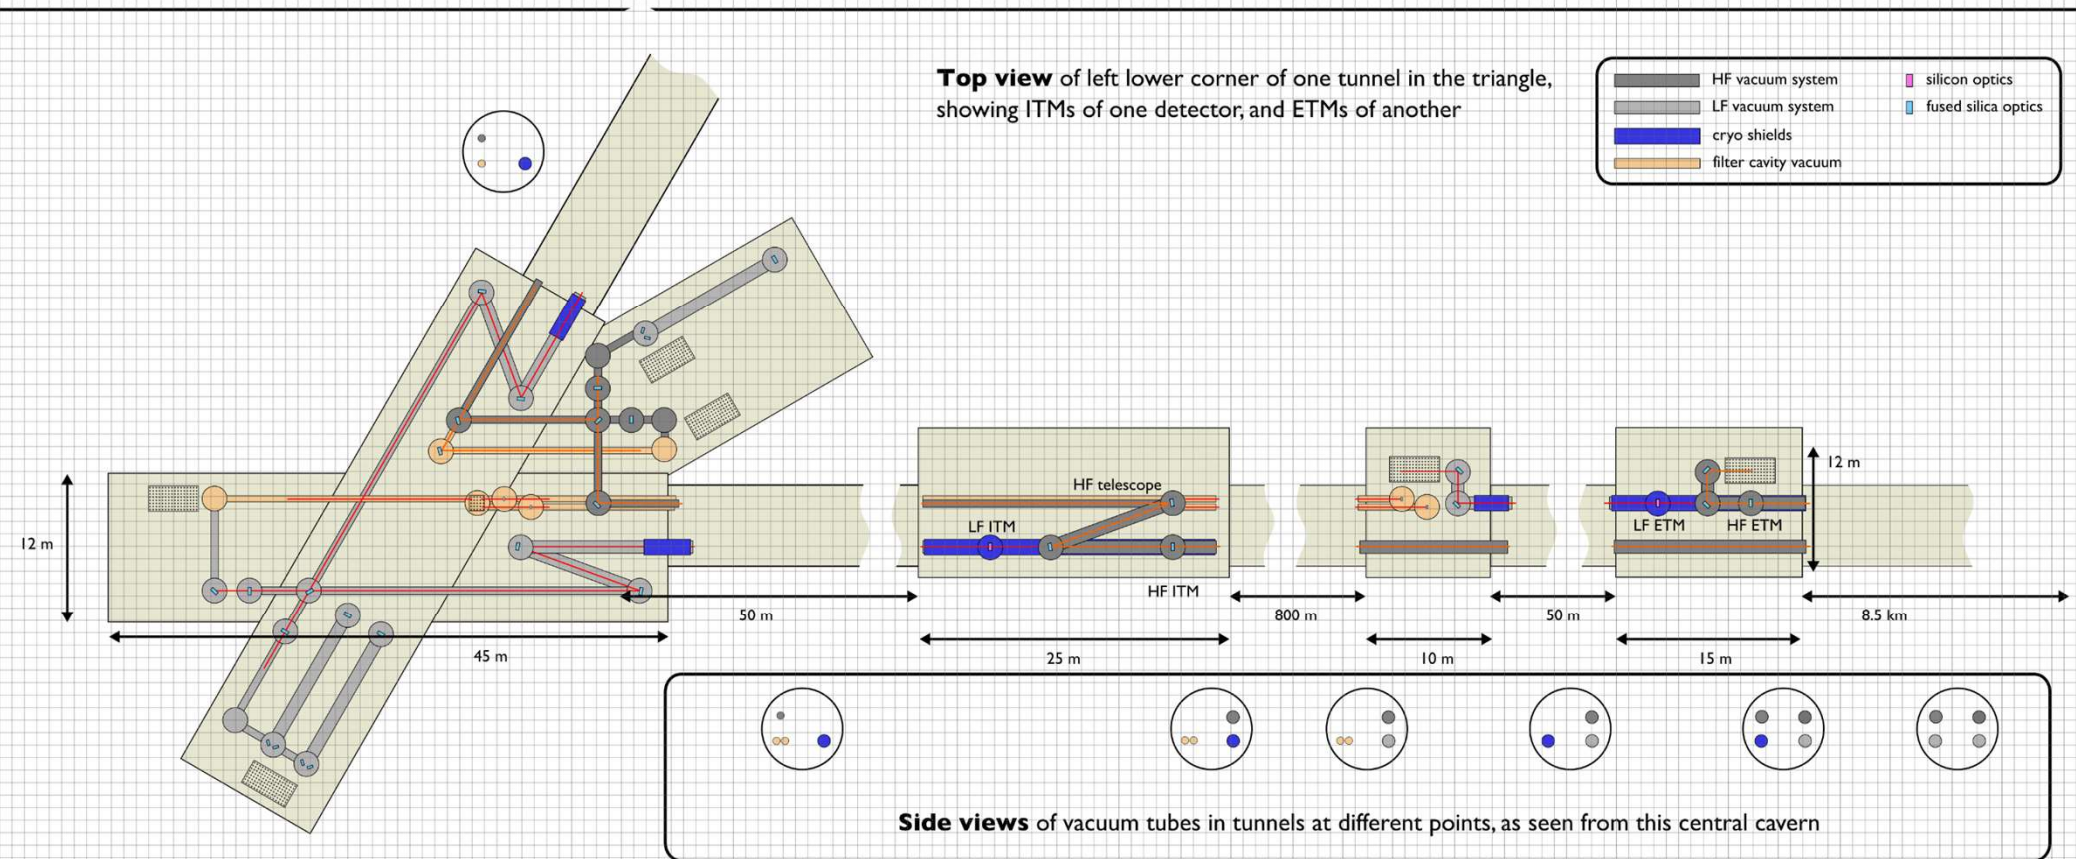 Top view of left lower corner of one tunnel in the triangle,
showing ITMs of one detector, and ETMs of another
HF vacuum system
LF vacuum system
cryo shields
filter cavity vacuum
silicon optics
fused silica optics
HF telescope
LF ITM
HF ITM
LF ETM
HF ETM
12 m
12 m
50 m
800 m
50 m
8.5 km
45 m
25 m
10 m
15 m
Side views of vacuum tubes in tunnels at different points, as seen from this central cavern